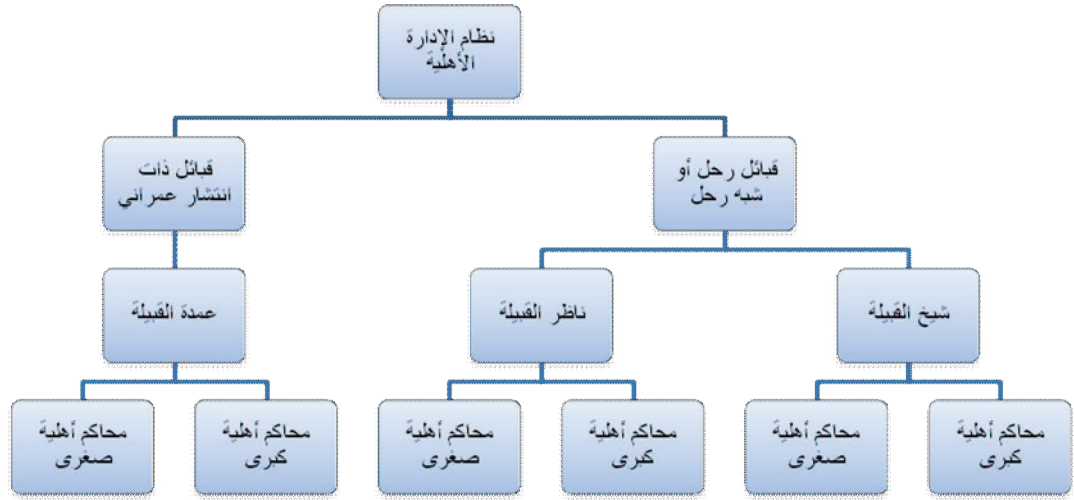 نظام الإدارة
الأهلية
قبائل رحل أو
شبه رحل
قبائل ذات
انتشار عمراني
شيخ القبيلة
ناظر القبيلة
عمدة القبيلة
محاكم أهلية
كبرى
محاكم أهلية
صغرى
محاكم أهلية
كبرى
محاكم أهلية
صغرى
محاكم أهلية
كبرى
محاكم أهلية
صغرى